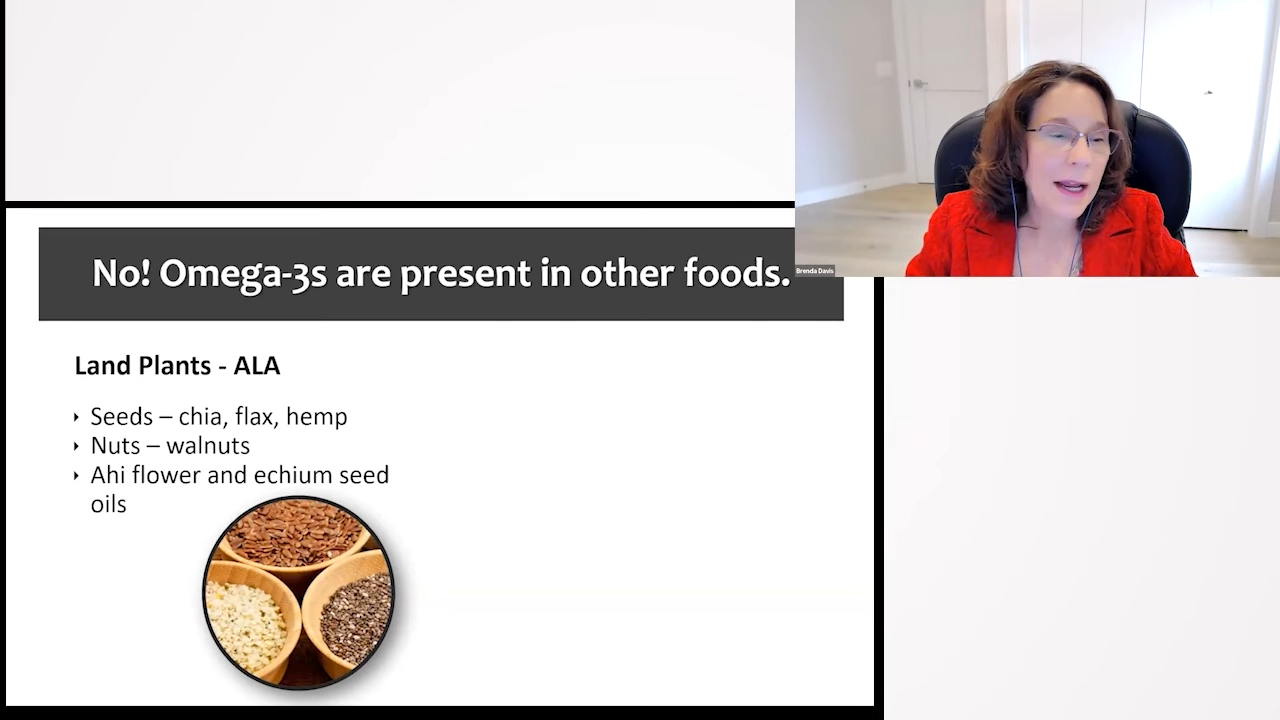 Brenda Davis
No! Omega-3s are present in other foods.
Land Plants - ALA
Seeds – chia, flax, hemp
Nuts – walnuts
Ahi flower and echium seed
oils